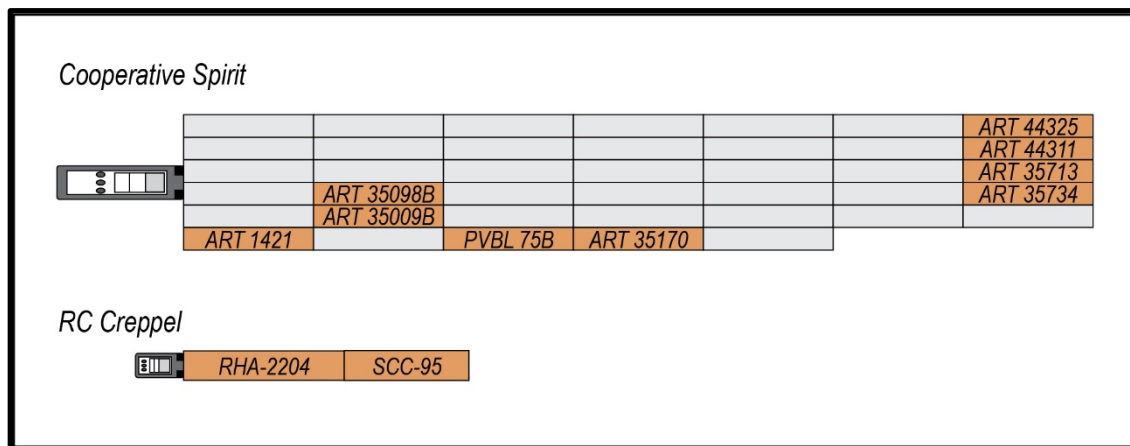 Cooperative Spirit
ART 44325
ART 44311
ART 35713
ART 35098B ART 35734
ART 35009B
ART 1421 PVBL 75B ART 35170
RC Creppel
RHA-2204 SCC-95